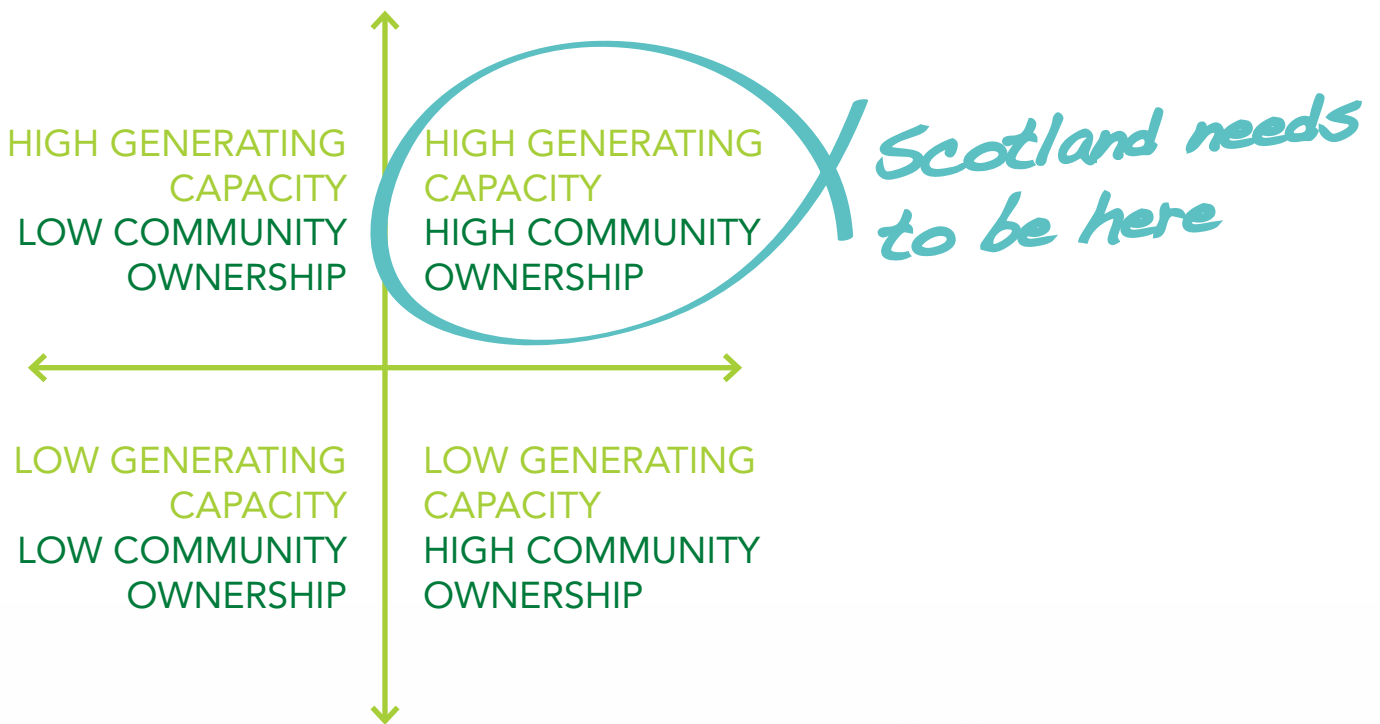 HIGH GENERATING
CAPACITY
LOW COMMUNITY
OWNERSHIP
HIGH GENERATING
CAPACITY
HIGH COMMUNITY
OWNERSHIP
Scotland needs
to be here
LOW GENERATING
CAPACITY
LOW COMMUNITY
OWNERSHIP
LOW GENERATING
CAPACITY
HIGH COMMUNITY
OWNERSHIP